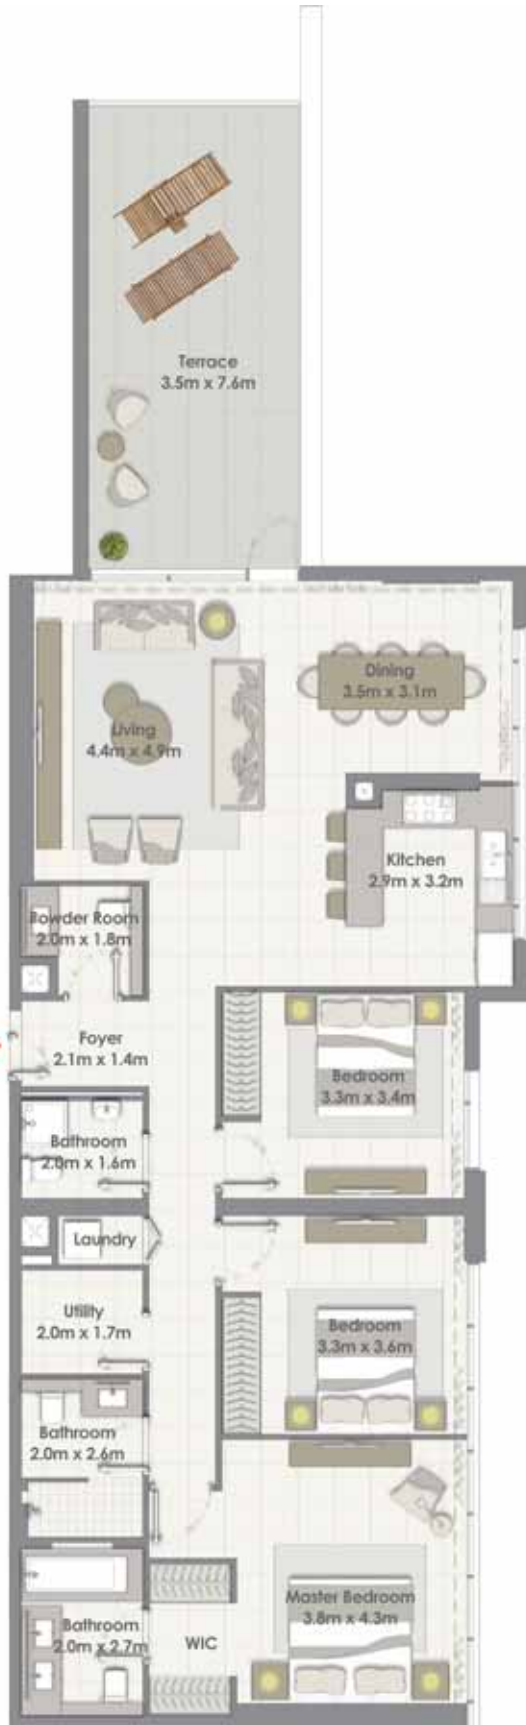 Terrace
3.5m x 7.6m
Dining
3.5m x 3.1m
Living
4.4m x 4.9m
Kitchen
2.9m x 3.2m
Powder Room
2.0m x 1.8m
Foyer
2.1m x 1.4m
Bedroom
3.3m x 3.4m
Bathroom
2.0m x 1.6m
Laundry
Utility
2.0m x 1.7m
Bedroom
3.3m x 3.6m
Bathroom
2.0m x 2.6m
Master Bedroom
3.8m x 4.3m
Bathroom
2.0m x 2.7m
WIC